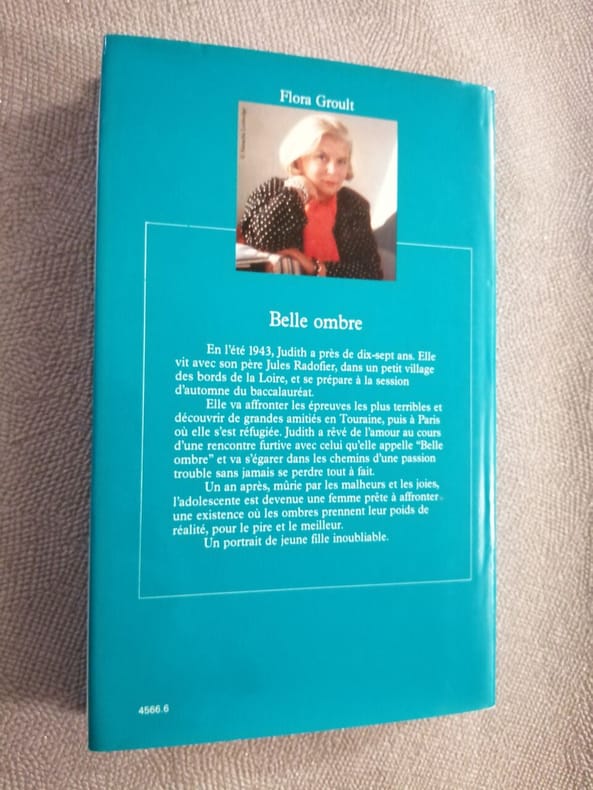 Flora Groult
Belle ombre
En l'été 1943, Judith a près de dix-sept ans. Elle
vit avec son père Jules Radofier, dans un petit village
des bords de la Loire, et se prépare à la session
d'automne du baccalauréat.
Elle va affronter les épreuves les plus terribles et
découvrir de grandes amitiés en Touraine, puis à Paris
où elle s'est réfugiée. Judith a rêvé de l'amour au cours
d'une rencontre furtive avec celui qu'elle appelle "Belle
ombre" et va s'égarer dans les chemins d'une passion
trouble sans jamais se perdre tout à fait.
Un an après, mûrie par les malheurs et les joies,
l'adolescente est devenue une femme prête à affronter
une existence où les ombres prennent leur poids de
réalité, pour le pire et le meilleur.
Un portrait de jeune fille inoubliable.
4566.6